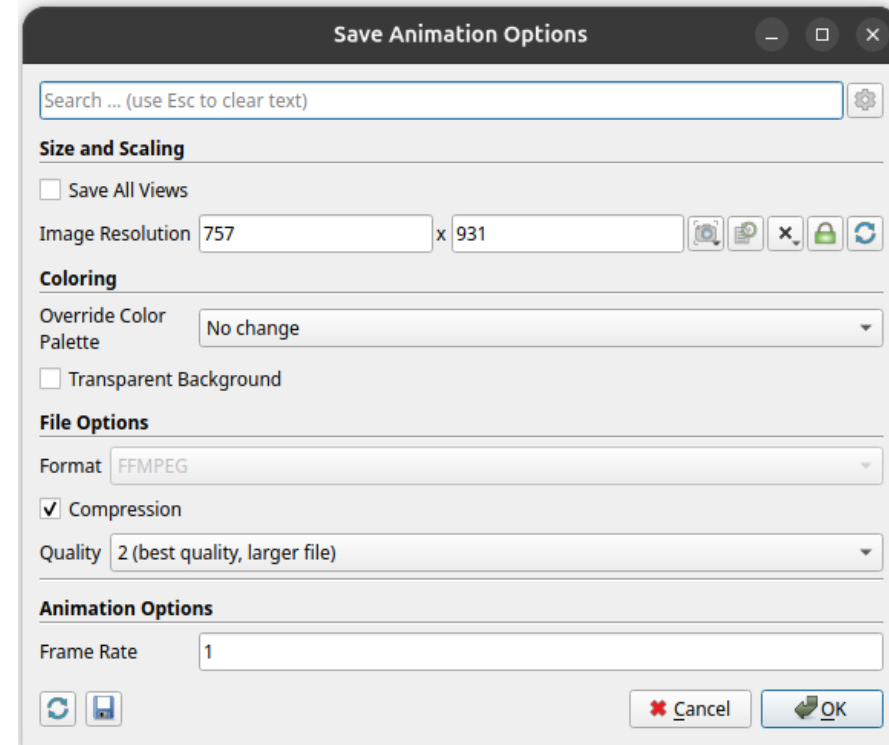 Save Animation Options
Search ... (use Esc to clear text)
Size and Scaling
Save All Views
Image Resolution 757 x 931
Coloring
Override Color
Palette
No change
Transparent Background
File Options
Format FFMPEG
Compression
Quality 2 (best quality, larger file)
Animation Options
Frame Rate 1
Cancel OK